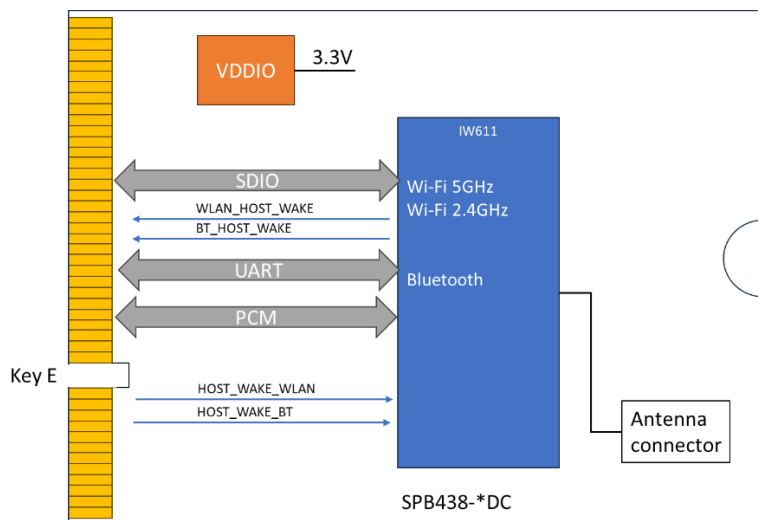 VDDIO
3.3V
IW611
SDIO
Wi-Fi 5GHz
WLAN_HOST_WAKE
Wi-Fi 2.4GHz
BT_HOST_WAKE
UART
Bluetooth
PCM
Key E
HOST_WAKE_WLAN
HOST_WAKE_BT
Antenna
connector
SPB438-*DC